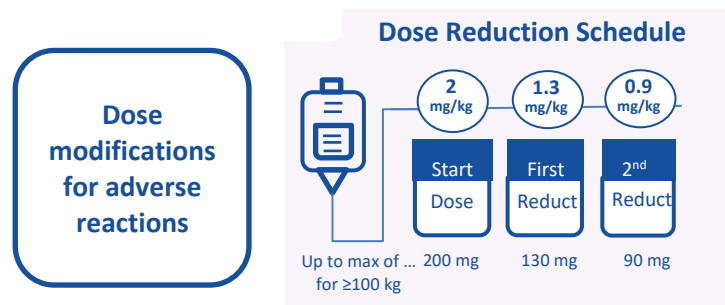 Dose
modifications
for adverse
reactions
Dose Reduction Schedule
2
mg/kg
1.3
mg/kg
0.9
mg/kg
Start
Dose
First
Reduct
2nd
Reduct
Up to max of ...
for ≥100 kg
200 mg
130 mg
90 mg